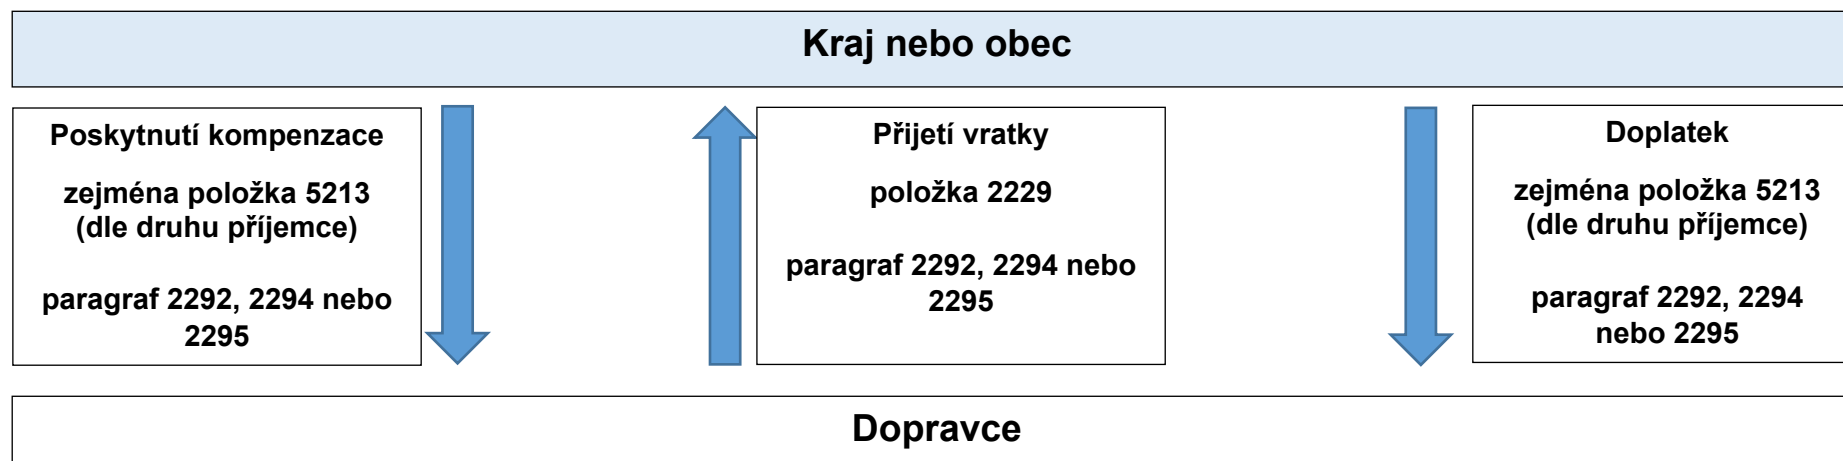 Kraj nebo obec
Poskytnutí kompenzace
zejména položka 5213
(dle druhu příjemce)
paragraf 2292, 2294 nebo
2295
Přijetí vratky
položka 2229
paragraf 2292, 2294 nebo
2295
Doplatek
zejména položka 5213
(dle druhu příjemce)
paragraf 2292, 2294
nebo 2295
Dopravce